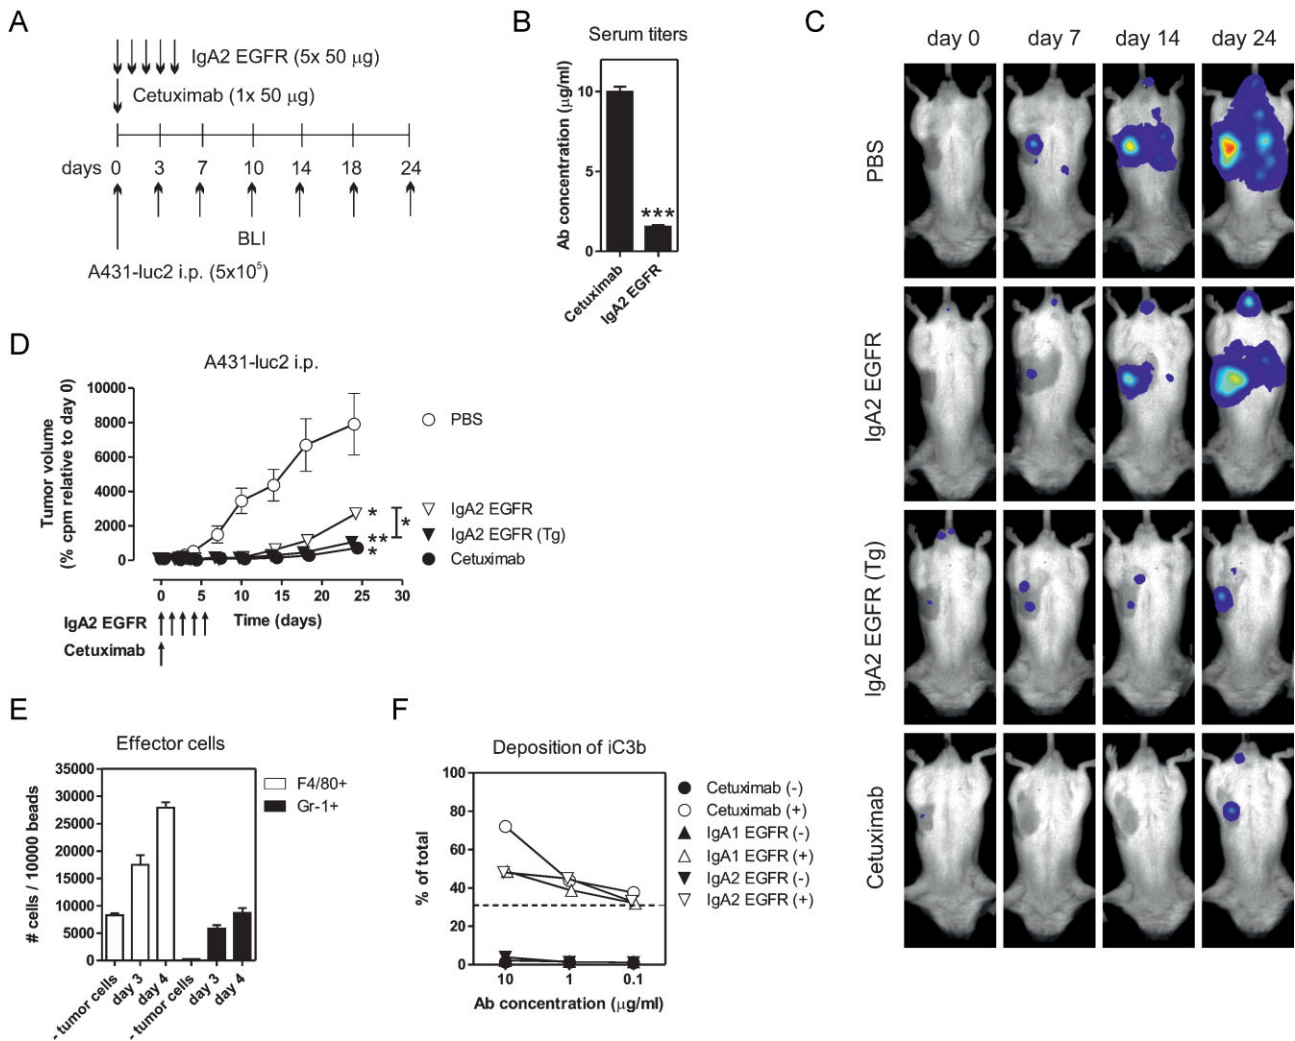 A
IgA2 EGFR (5x 50 μg)
Cetuximab (1x 50 μg)
days 0 3 7 10 14 18 24
BLI
A431-luc2 i.p. (5x10⁵)
B
Serum titers
Ab concentration (μg/ml)
10
5
0
***
Cetuximab
IgA2 EGFR
C
day 0 day 7 day 14 day 24
PBS
IgA2 EGFR
IgA2 EGFR (Tg)
Cetuximab
D
A431-luc2 i.p.
Tumor volume
(% cpm relative to day 0)
10000
8000
6000
4000
2000
0
0 5 10 15 20 25 30
Time (days)
PBS
* IgA2 EGFR
** IgA2 EGFR (Tg)
* Cetuximab
*
IgA2 EGFR
Cetuximab
E
Effector cells
# cells / 10000 beads
35000
30000
25000
20000
15000
10000
5000
0
- tumor cells
day 3
day 4
- tumor cells
day 3
day 4
F4/80+
Gr-1+
F
Deposition of iC3b
% of total
100
80
60
40
20
0
10 1 0.1
Ab concentration (μg/ml)
Cetuximab (-)
Cetuximab (+)
IgA1 EGFR (-)
IgA1 EGFR (+)
IgA2 EGFR (-)
IgA2 EGFR (+)